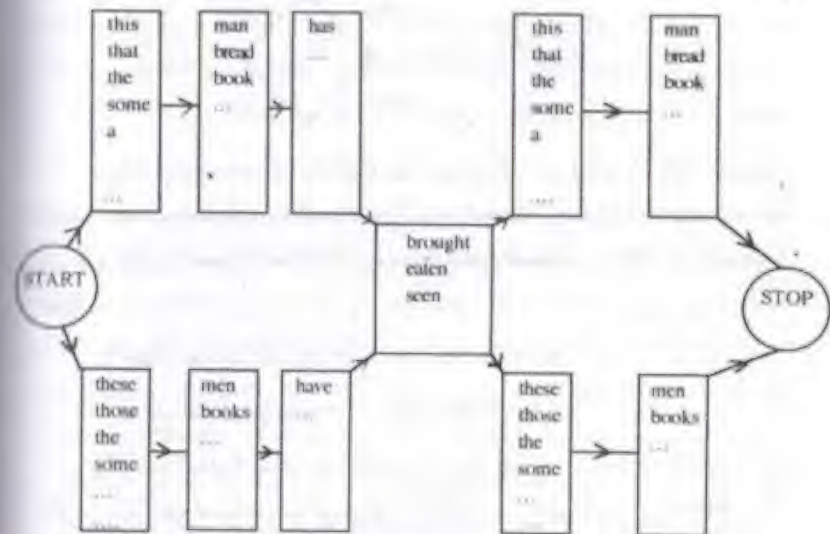 this
that
the
some
a
...
man
bread
book
...
has
...
this
that
the
some
a
....
man
bread
book
...
START
brought
eaten
seen
STOP
these
those
the
some
....
.....
men
books
...
have
....
these
those
the
some
...
....
men
books
...